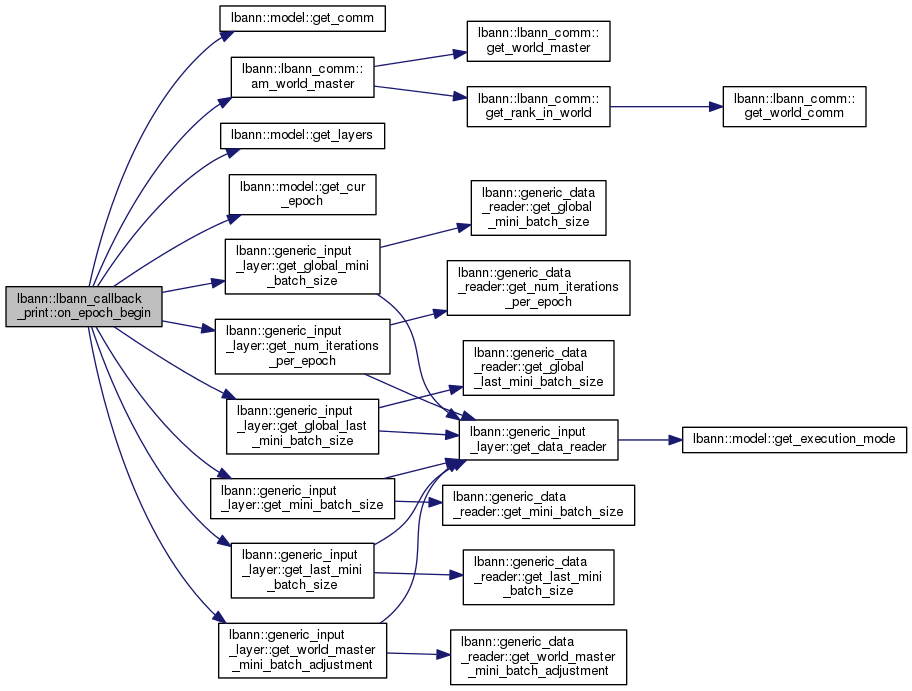 lbann::lbann_callback
_print::on_epoch_begin
lbann::model::get_comm
lbann::lbann_comm::
am_world_master
lbann::model::get_layers
lbann::model::get_cur
_epoch
lbann::generic_input
_layer::get_global_mini
_batch_size
lbann::generic_input
_layer::get_num_iterations
_per_epoch
lbann::generic_input
_layer::get_global_last
_mini_batch_size
lbann::generic_input
_layer::get_mini_batch_size
lbann::generic_input
_layer::get_last_mini
_batch_size
lbann::generic_input
_layer::get_world_master
_mini_batch_adjustment
lbann::lbann_comm::
get_world_master
lbann::lbann_comm::
get_rank_in_world
lbann::generic_data
_reader::get_global
_mini_batch_size
lbann::generic_data
_reader::get_num_iterations
_per_epoch
lbann::generic_data
_reader::get_global
_last_mini_batch_size
lbann::generic_input
_layer::get_data_reader
lbann::generic_data
_reader::get_mini_batch_size
lbann::generic_data
_reader::get_last_mini
_batch_size
lbann::generic_data
_reader::get_world_master
_mini_batch_adjustment
lbann::lbann_comm::
get_world_comm
lbann::model::get_execution_mode